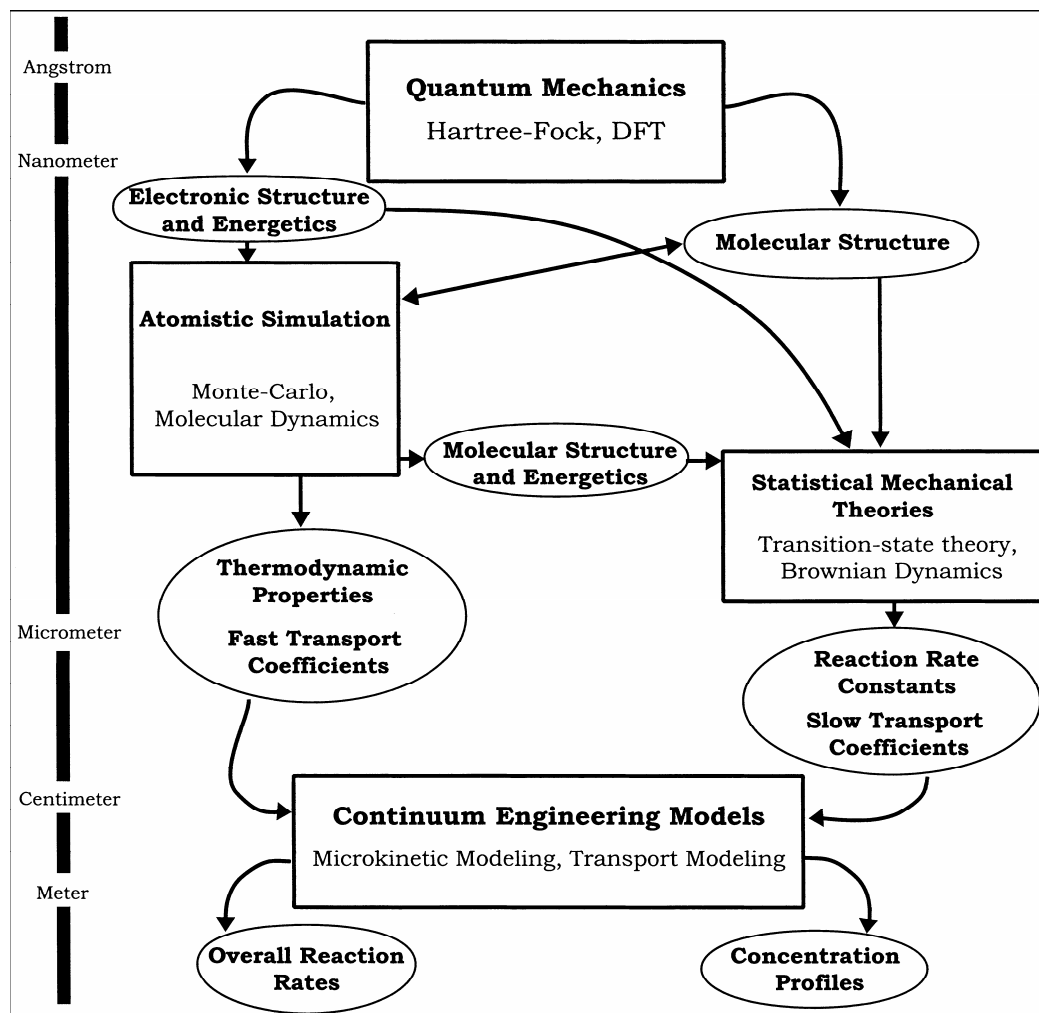 Angstrom
Nanometer
Micrometer
Centimeter
Meter
Quantum Mechanics
Hartree-Fock, DFT
Electronic Structure
and Energetics
Molecular Structure
Atomistic Simulation
Monte-Carlo,
Molecular Dynamics
Molecular Structure
and Energetics
Statistical Mechanical
Theories
Transition-state theory,
Brownian Dynamics
Thermodynamic
Properties
Fast Transport
Coefficients
Reaction Rate
Constants
Slow Transport
Coefficients
Continuum Engineering Models
Microkinetic Modeling, Transport Modeling
Overall Reaction
Rates
Concentration
Profiles